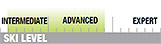 INTERMEDIATE ADVANCED EXPERT
SKI LEVEL